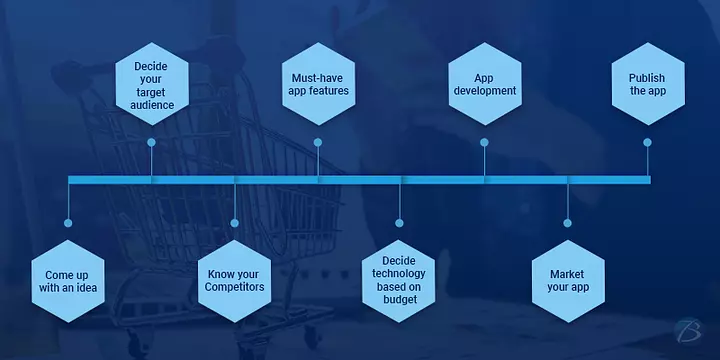 Decide
your
target
audience
Must-have
app features
App
development
Publish
the app
Come up
with an idea
Know your
Competitors
Decide
technology
based on
budget
Market
your app